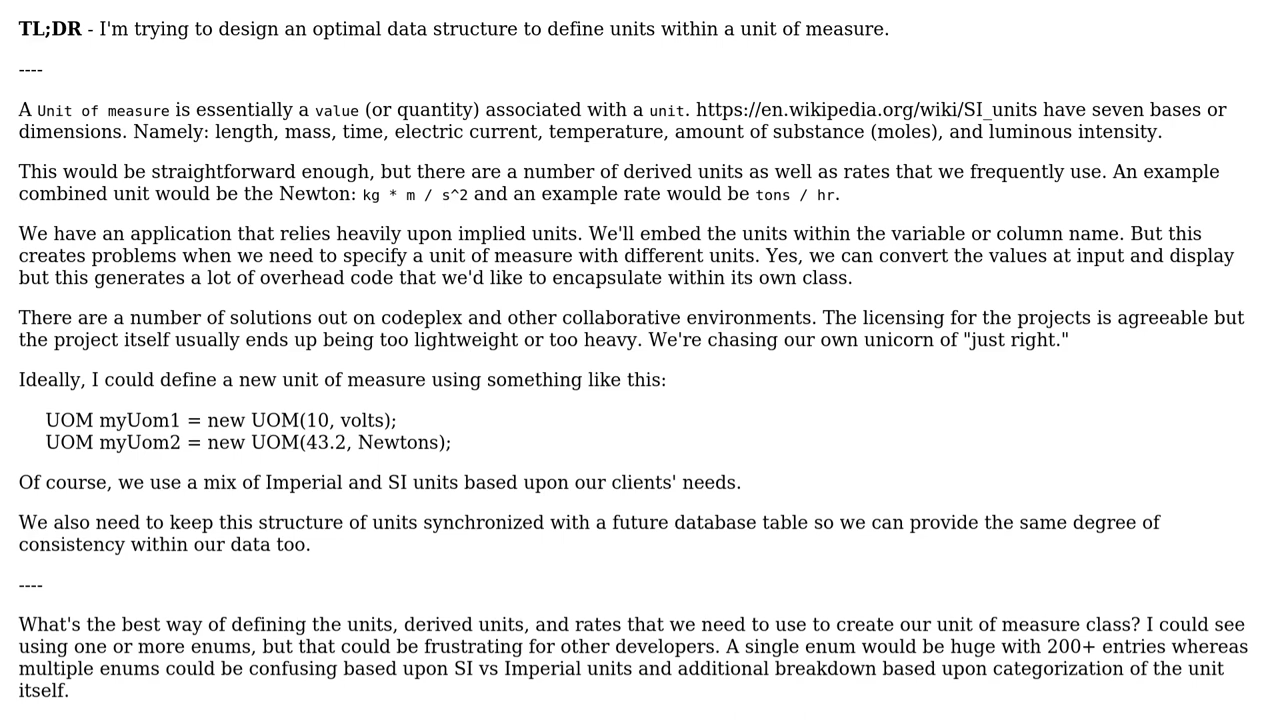 TL;DR - I'm trying to design an optimal data structure to define units within a unit of measure.
----
A Unit of measure is essentially a value (or quantity) associated with a unit. https://en.wikipedia.org/wiki/SI_units have seven bases or
dimensions. Namely: length, mass, time, electric current, temperature, amount of substance (moles), and luminous intensity.
This would be straightforward enough, but there are a number of derived units as well as rates that we frequently use. An example
combined unit would be the Newton: kg * m / s^2 and an example rate would be tons / hr.
We have an application that relies heavily upon implied units. We'll embed the units within the variable or column name. But this
creates problems when we need to specify a unit of measure with different units. Yes, we can convert the values at input and display
but this generates a lot of overhead code that we'd like to encapsulate within its own class.
There are a number of solutions out on codeplex and other collaborative environments. The licensing for the projects is agreeable but
the project itself usually ends up being too lightweight or too heavy. We're chasing our own unicorn of "just right."
Ideally, I could define a new unit of measure using something like this:
UOM myUom1 = new UOM(10, volts);
UOM myUom2 = new UOM(43.2, Newtons);
Of course, we use a mix of Imperial and SI units based upon our clients' needs.
We also need to keep this structure of units synchronized with a future database table so we can provide the same degree of
consistency within our data too.
----
What's the best way of defining the units, derived units, and rates that we need to use to create our unit of measure class? I could see
using one or more enums, but that could be frustrating for other developers. A single enum would be huge with 200+ entries whereas
multiple enums could be confusing based upon SI vs Imperial units and additional breakdown based upon categorization of the unit
itself.